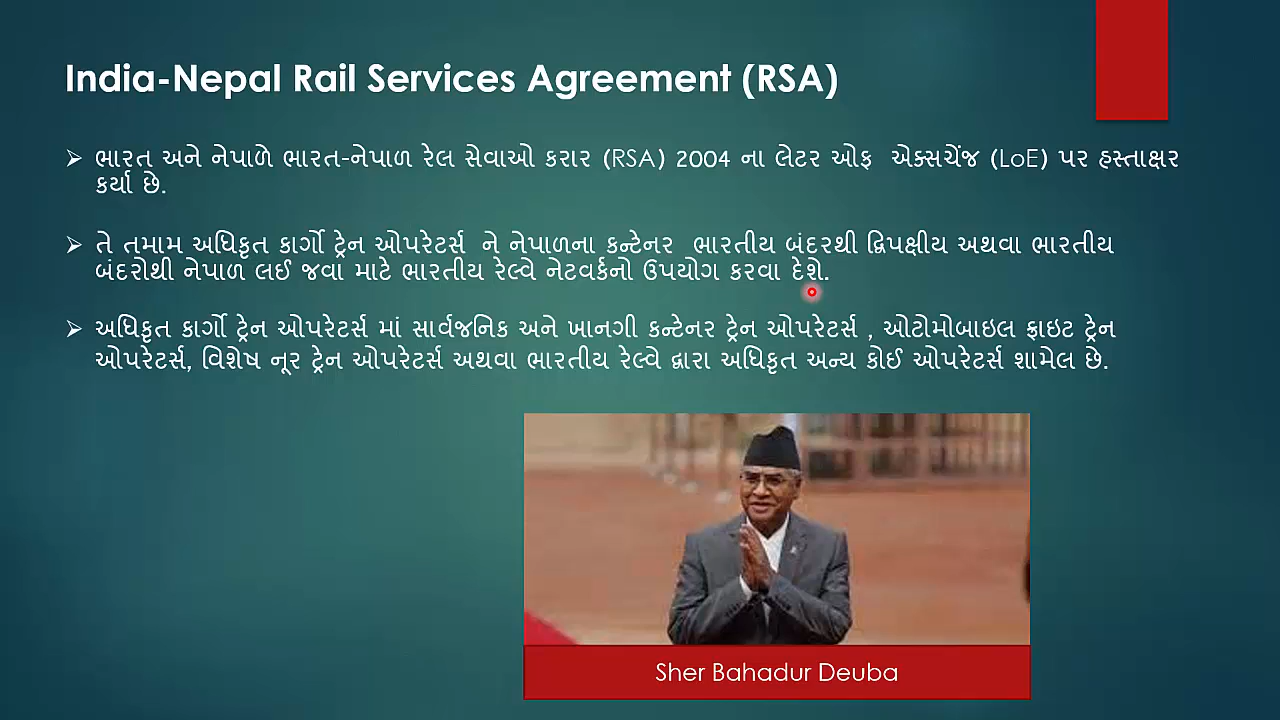 India-Nepal Rail Services Agreement (RSA)
ભારત અને નેપાળે ભારત-નેપાળ રેલ સેવાઓ કરાર (RSA) 2004 ના લેટર ઓફ એક્સચેંજ (LoE) પર હસ્તાક્ષર
કર્યા છે.
તે તમામ અધિકૃત કાર્ગો ટ્રેન ઓપરેટર્સ ને નેપાળના કન્ટેનર ભારતીય બંદરથી દ્વિપક્ષીય અથવા ભારતીય
બંદરોથી નેપાળ લઈ જવા માટે ભારતીય રેલ્વે નેટવર્કનો ઉપયોગ કરવા દેશે.
અધિકૃત કાર્ગો ટ્રેન ઓપરેટર્સ માં સાર્વજનિક અને ખાનગી કન્ટેનર ટ્રેન ઓપરેટર્સ , ઓટોમોબાઇલ ફ્રાઇટ ટ્રેન
ઓપરેટર્સ, વિશેષ નૂર ટ્રેન ઓપરેટર્સ અથવા ભારતીય રેલ્વે દ્વારા અધિકૃત અન્ય કોઈ ઓપરેટર્સ શામેલ છે.
Sher Bahadur Deuba